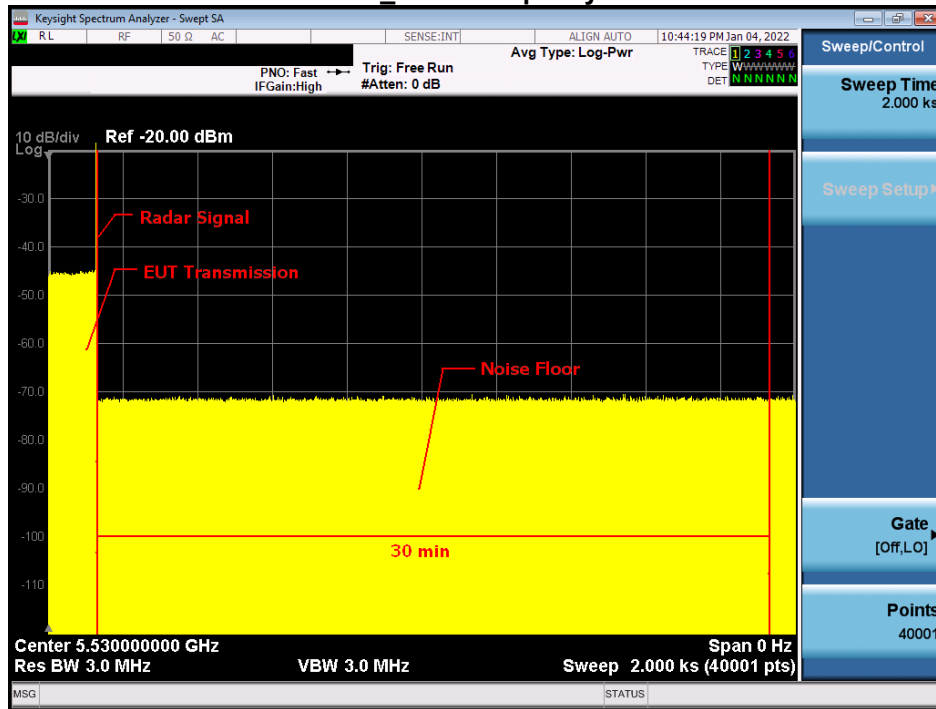 Keysight Spectrum Analyzer - Swept SA
LXI RL RF 50 Ω AC SENSE:INT ALIGN AUTO 10:44:19 PM Jan 04, 2022
Avg Type: Log-Pwr
TRACE 1 2 3 4 5 6
PNO: Fast Trig: Free Run
TYPE WWWWWW
IFGain:High #Atten: 0 dB
DET N N N N N N
Sweep/Control
Sweep Time
2.000 ks
Sweep Setup
Gate
[Off,LO]
Points
40001
10 dB/div Ref -20.00 dBm
Log
-30.0
Radar Signal
-40.0
EUT Transmission
-50.0
-60.0
Noise Floor
-70.0
-80.0
-90.0
-100
30 min
-110
Center 5.530000000 GHz Span 0 Hz
Res BW 3.0 MHz VBW 3.0 MHz Sweep 2.000 ks (40001 pts)
MSG STATUS